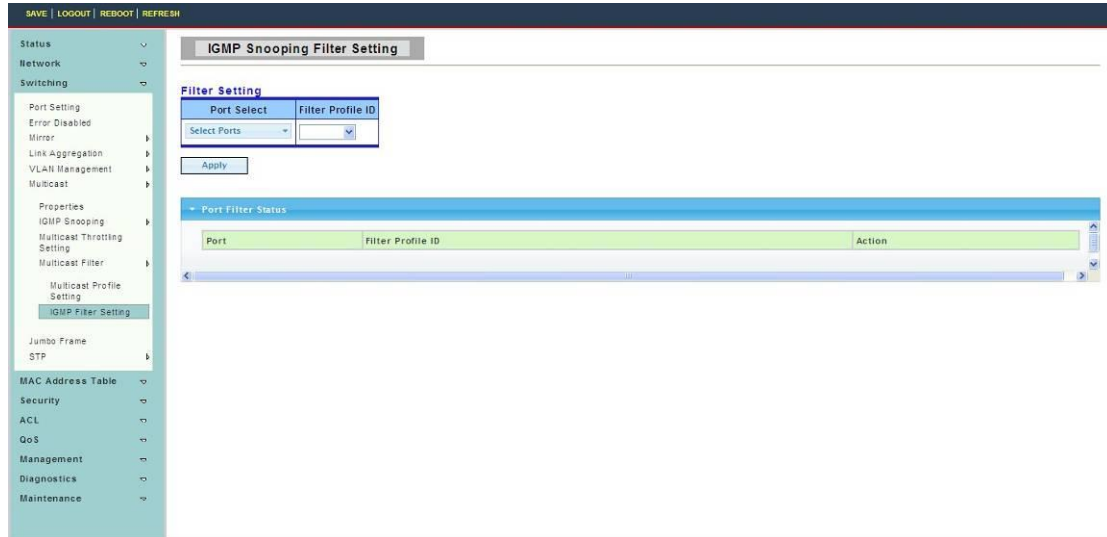 SAVE | LOGOUT | REBOOT | REFRESH
Status
Network
Switching
Port Setting
Error Disabled
Mirror
Link Aggregation
VLAN Management
Multicast
Properties
IGMP Snooping
Multicast Throttling
Setting
Multicast Filter
Multicast Profile
Setting
IGMP Filter Setting
Jumbo Frame
STP
MAC Address Table
Security
ACL
QoS
Management
Diagnostics
Maintenance
IGMP Snooping Filter Setting
Filter Setting
Port Select Filter Profile ID
Select Ports
Apply
Port Filter Status
Port Filter Profile ID Action